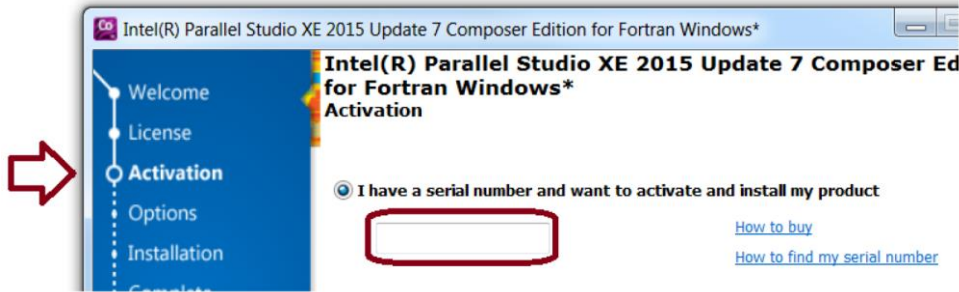 Intel(R) Parallel Studio XE 2015 Update 7 Composer Edition for Fortran Windows*
Intel(R) Parallel Studio XE 2015 Update 7 Composer Ed
for Fortran Windows*
Activation
Welcome
License
Activation
Options
Installation
Complete
I have a serial number and want to activate and install my product
How to buy
How to find my serial number